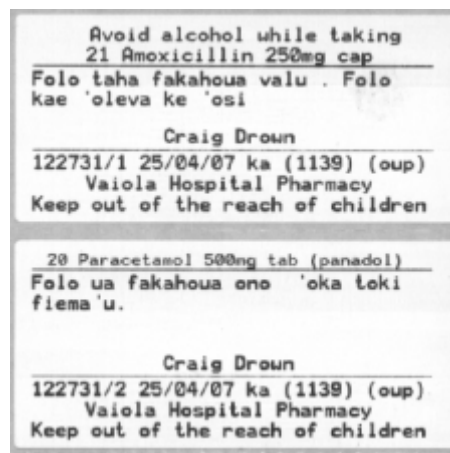 Avoid alcohol while taking
21 Amoxicillin 250mg cap
Folo taha fakahoua valu . Folo
kae 'oleva ke 'osi
Craig Drown
122731/1 25/04/07 ka (1139) (oup)
Vaiola Hospital Pharmacy
Keep out of the reach of children
20 Paracetamol 500mg tab (panadol)
Folo ua fakahoua ono 'oka toki
fiema'u.
Craig Drown
122731/2 25/04/07 ka (1139) (oup)
Vaiola Hospital Pharmacy
Keep out of the reach of children